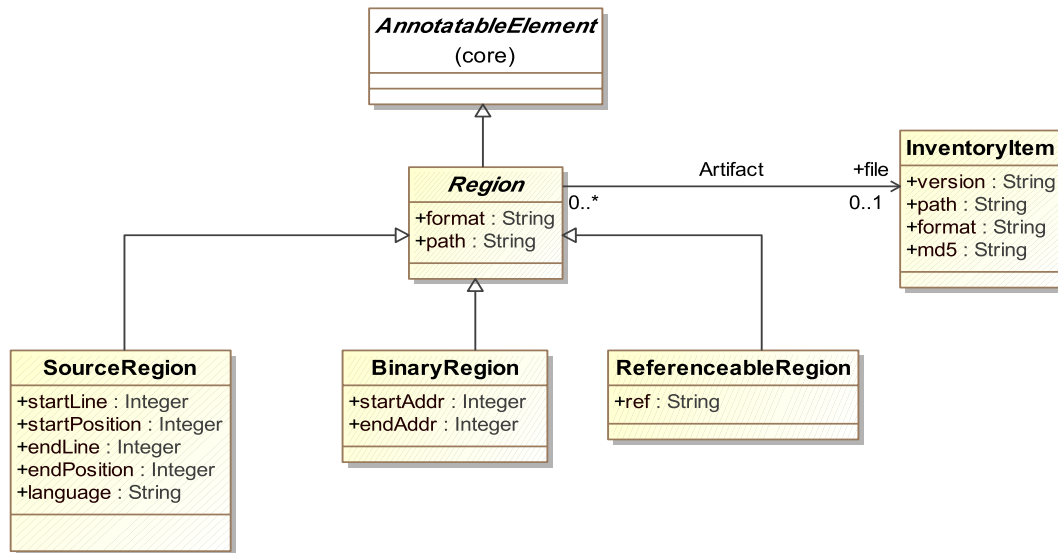 AnnotatableElement
(core)
Region
+format : String
+path : String
Artifact
+file
0..*
0..1
InventoryItem
+version : String
+path : String
+format : String
+md5 : String
SourceRegion
+startLine : Integer
+startPosition : Integer
+endLine : Integer
+endPosition : Integer
+language : String
BinaryRegion
+startAddr : Integer
+endAddr : Integer
ReferenceableRegion
+ref : String